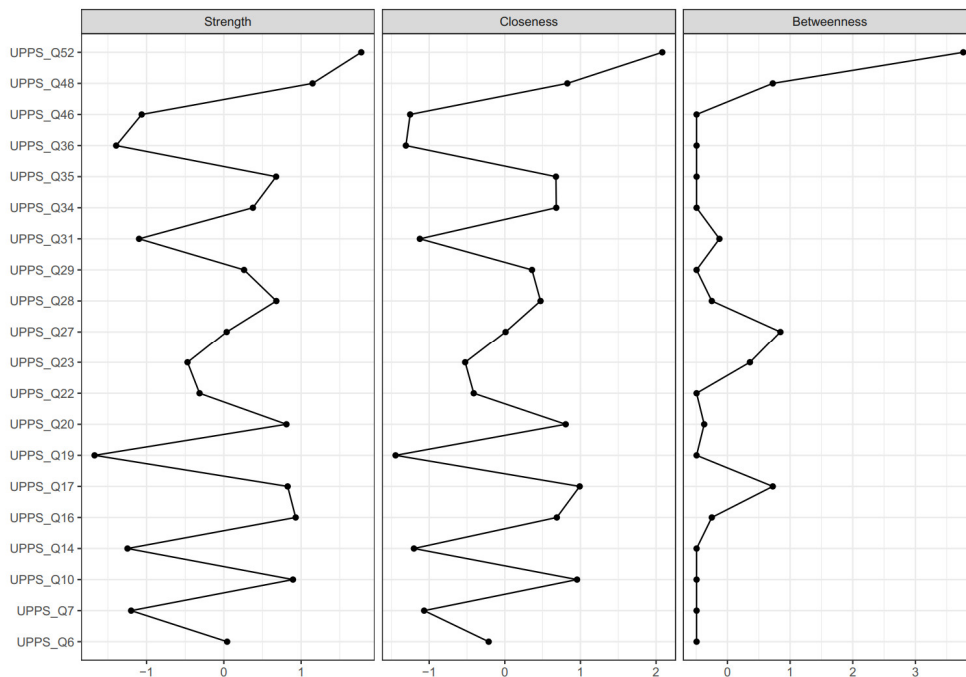 Strength Closeness Betweenness
UPPS_Q52
UPPS_Q48
UPPS_Q46
UPPS_Q36
UPPS_Q35
UPPS_Q34
UPPS_Q31
UPPS_Q29
UPPS_Q28
UPPS_Q27
UPPS_Q23
UPPS_Q22
UPPS_Q20
UPPS_Q19
UPPS_Q17
UPPS_Q16
UPPS_Q14
UPPS_Q10
UPPS_Q7
UPPS_Q6
−1 0 1 −1 0 1 2 0 1 2 3